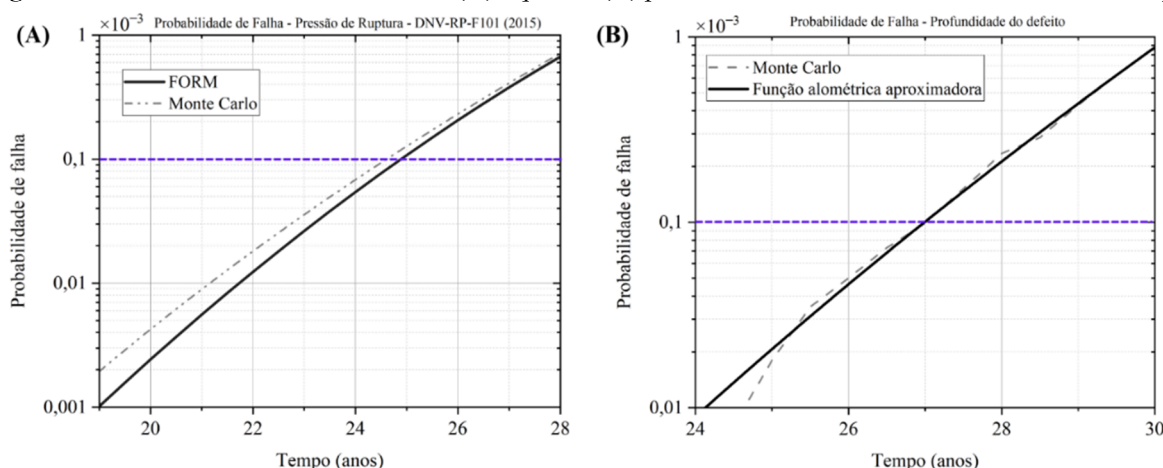 (A)
×10⁻³ Probabilidade de Falha - Pressão de Ruptura - DNV-RP-F101 (2015)
1
0,1
0,01
0,001
Probabilidade de falha
FORM
Monte Carlo
20 22 24 26 28
Tempo (anos)
(B)
×10⁻³ Probabilidade de Falha - Profundidade do defeito
1
0,1
0,01
Probabilidade de falha
Monte Carlo
Função alométrica aproximadora
24 26 28 30
Tempo (anos)